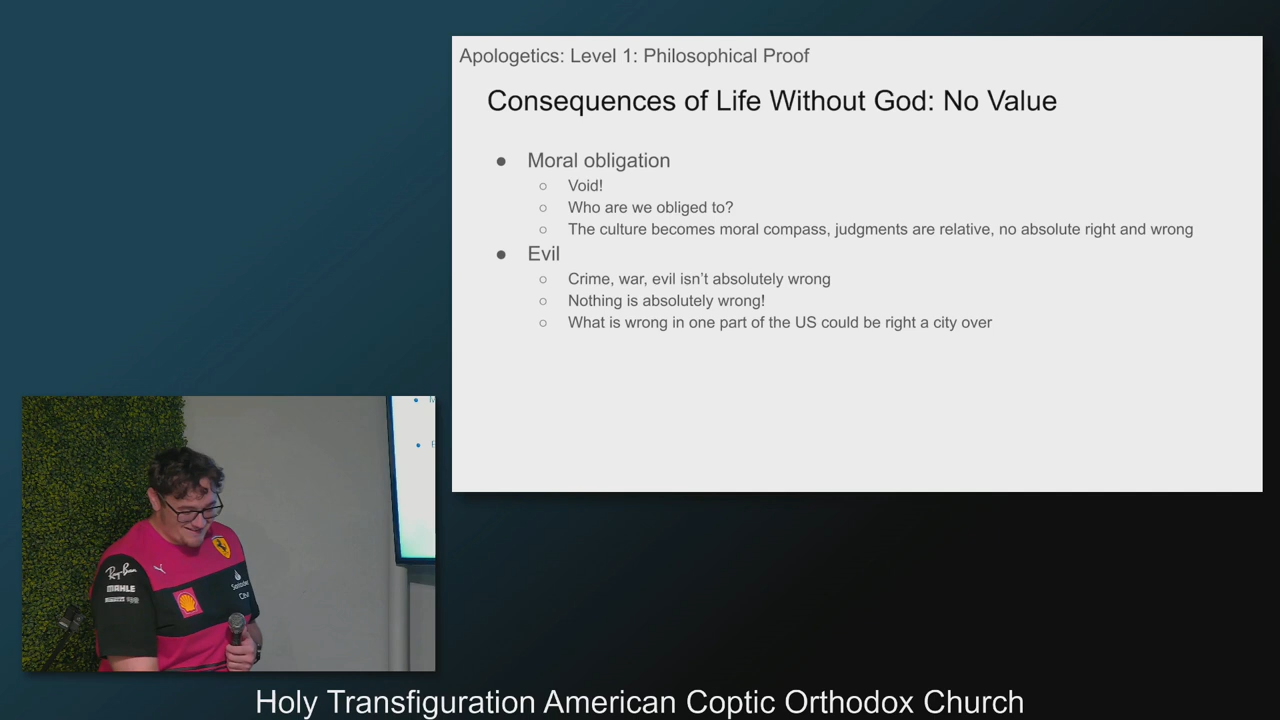 Apologetics: Level 1: Philosophical Proof
Consequences of Life Without God: No Value
● Moral obligation
○ Void!
○ Who are we obliged to?
○ The culture becomes moral compass, judgments are relative, no absolute right and wrong
● Evil
○ Crime, war, evil isn’t absolutely wrong
○ Nothing is absolutely wrong!
○ What is wrong in one part of the US could be right a city over
Ray-Ban
MAHLE
Holy Transfiguration American Coptic Orthodox Church